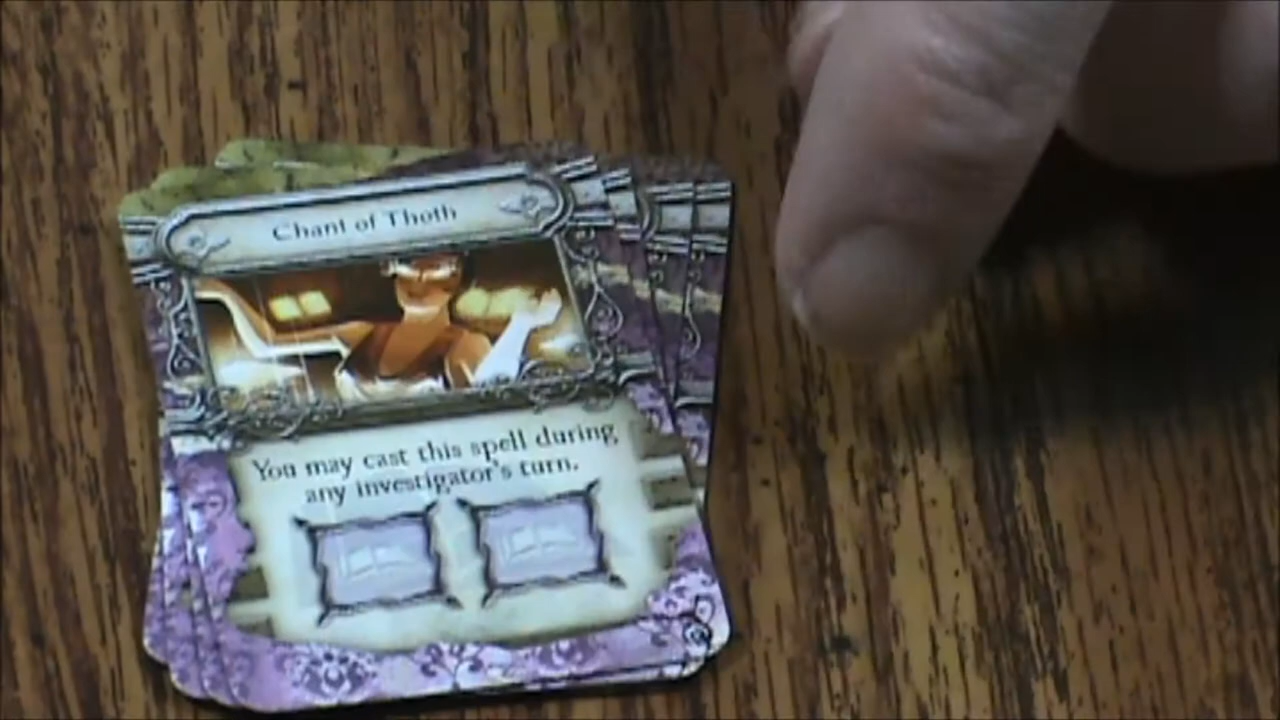 Chant of Thoth
You may cast this spell during
any investigator's turn.